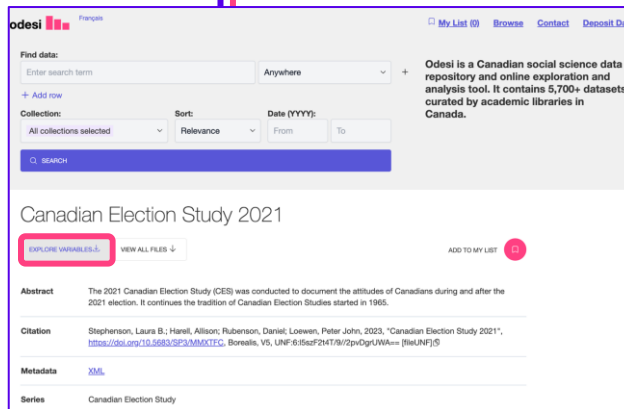 odesi Français My List (0) Browse Contact Deposit Da
Find data:
Enter search term Anywhere +
+ Add row
Collection: Sort: Date (YYYY):
All collections selected Relevance From To
SEARCH
Odesi is a Canadian social science data
repository and online exploration and
analysis tool. It contains 5,700+ datasets
curated by academic libraries in
Canada.
Canadian Election Study 2021
EXPLORE VARIABLES VIEW ALL FILES ADD TO MY LIST
Abstract The 2021 Canadian Election Study (CES) was conducted to document the attitudes of Canadians during and after the
2021 election. It continues the tradition of Canadian Election Studies started in 1965.
Citation Stephenson, Laura B.; Harell, Allison; Rubenson, Daniel; Loewen, Peter John, 2023, "Canadian Election Study 2021",
https://doi.org/10.5683/SP3/MMXTFC, Borealis, V5, UNF:6:I5szF2t4T/9//2pvDgrUWA== [fileUNF]
Metadata XML
Series Canadian Election Study